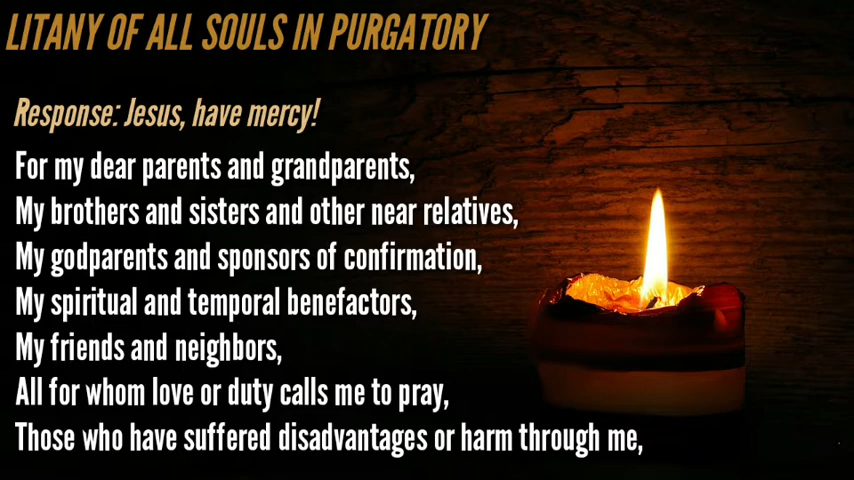 LITANY OF ALL SOULS IN PURGATORY
Response: Jesus, have mercy!
For my dear parents and grandparents,
My brothers and sisters and other near relatives,
My godparents and sponsors of confirmation,
My spiritual and temporal benefactors,
My friends and neighbors,
All for whom love or duty calls me to pray,
Those who have suffered disadvantages or harm through me,